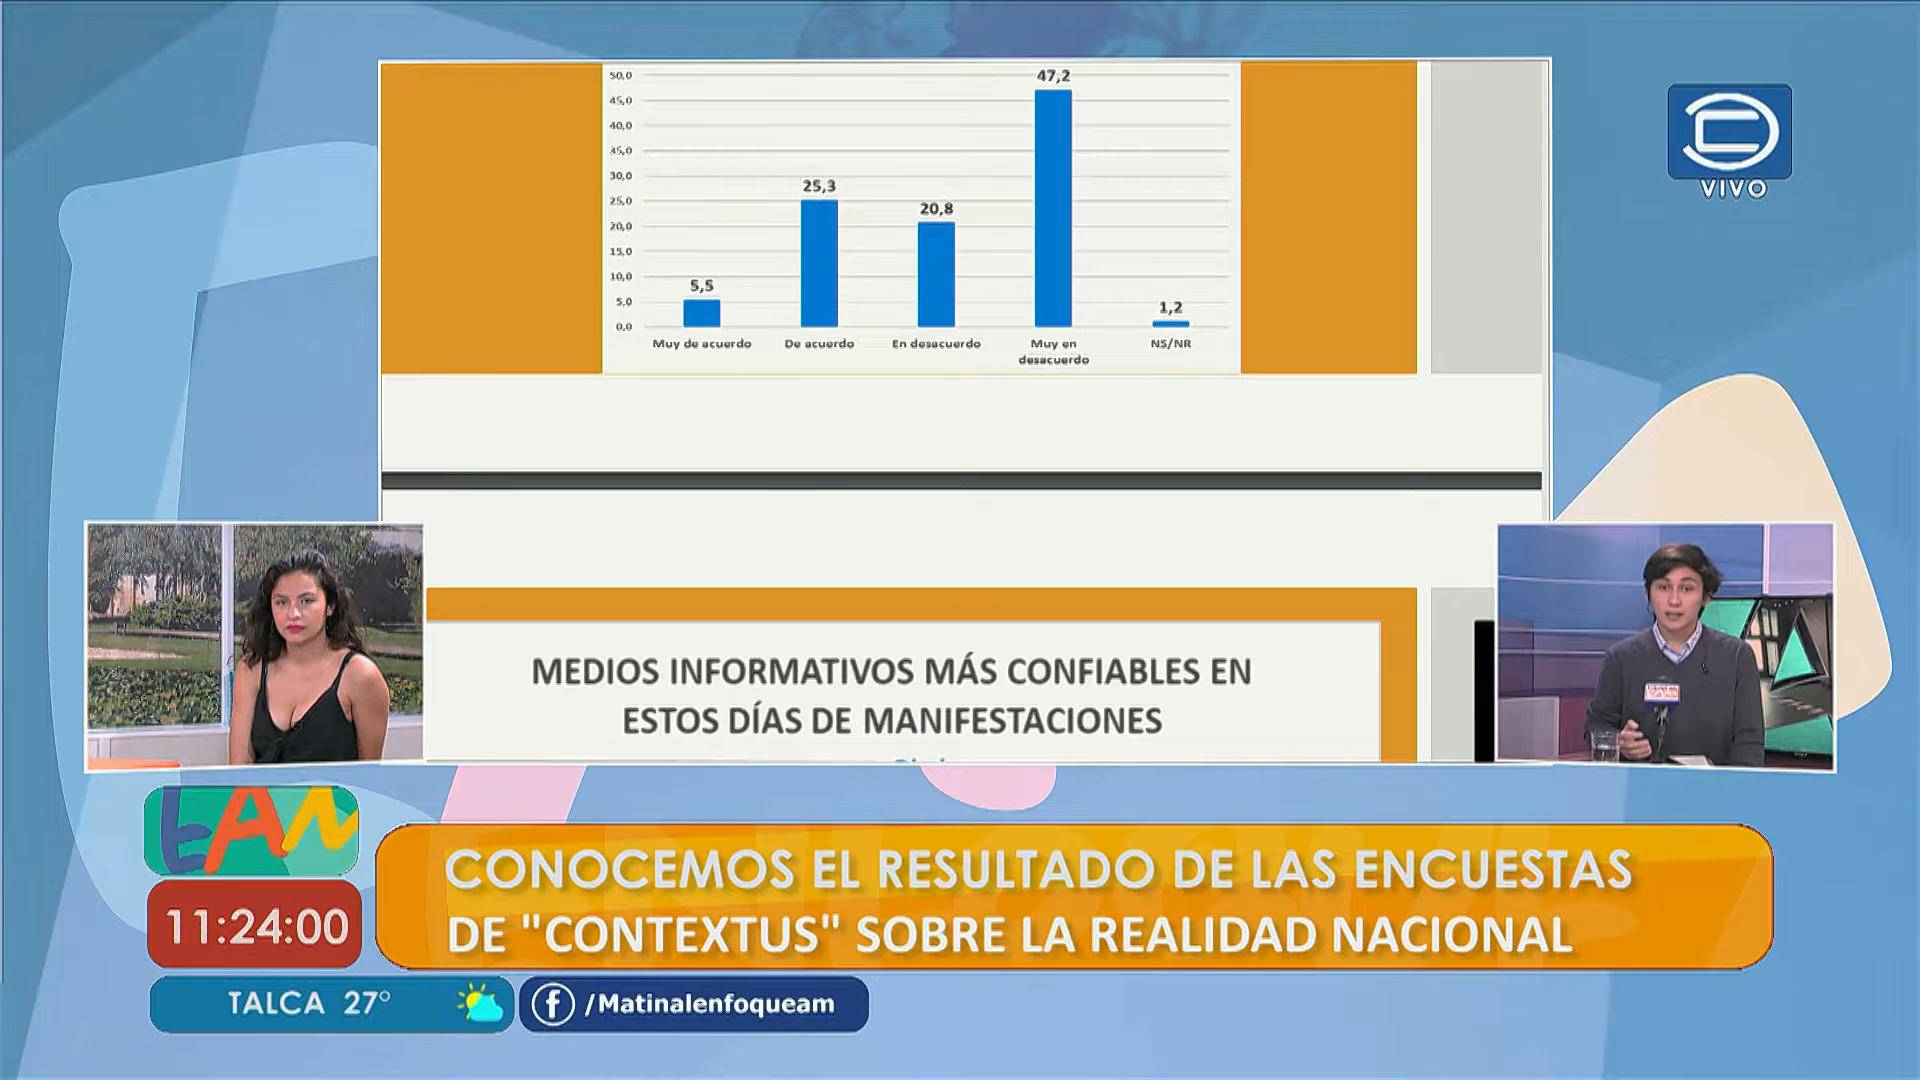 50,0
45,0
40,0
35,0
30,0
25,0
20,0
15,0
10,0
5,0
0,0
5,5
25,3
20,8
47,2
1,2
Muy de acuerdo
De acuerdo
En desacuerdo
Muy en
desacuerdo
NS/NR
VIVO
MEDIOS INFORMATIVOS MÁS CONFIABLES EN
ESTOS DÍAS DE MANIFESTACIONES
EAM
11:24:00
CONOCEMOS EL RESULTADO DE LAS ENCUESTAS
DE "CONTEXTUS" SOBRE LA REALIDAD NACIONAL
TALCA 27°
f /Matinalenfoqueam